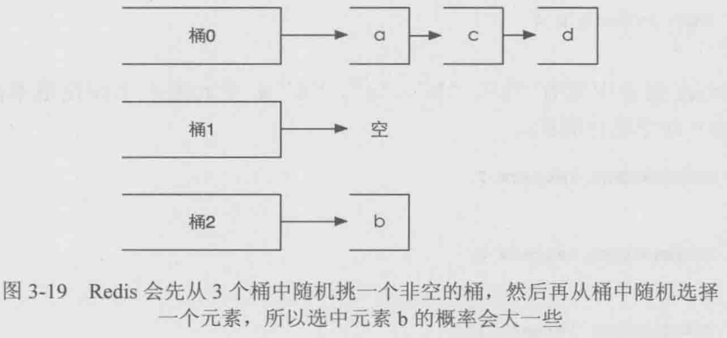 桶0 a c d
桶1 空
桶2 b
图 3-19 Redis 会先从 3 个桶中随机挑一个非空的桶，然后再从桶中随机选择
一个元素，所以选中元素 b 的概率会大一些